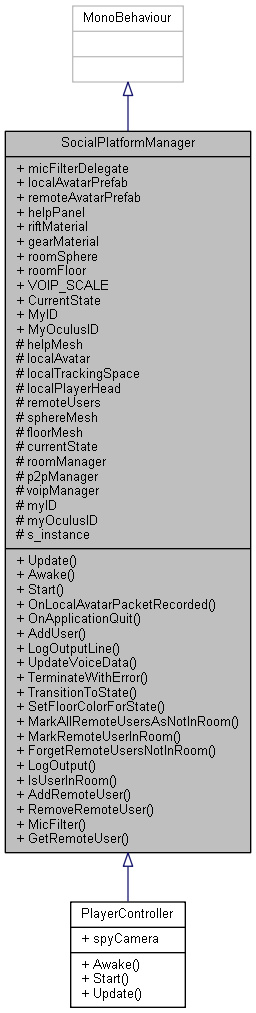 MonoBehaviour
SocialPlatformManager
+ micFilterDelegate
+ localAvatarPrefab
+ remoteAvatarPrefab
+ helpPanel
+ riftMaterial
+ gearMaterial
+ roomSphere
+ roomFloor
+ VOIP_SCALE
+ CurrentState
+ MyID
+ MyOculusID
# helpMesh
# localAvatar
# localTrackingSpace
# localPlayerHead
# remoteUsers
# sphereMesh
# floorMesh
# currentState
# roomManager
# p2pManager
# voipManager
# myID
# myOculusID
# s_instance
+ Update()
+ Awake()
+ Start()
+ OnLocalAvatarPacketRecorded()
+ OnApplicationQuit()
+ AddUser()
+ LogOutputLine()
+ UpdateVoiceData()
+ TerminateWithError()
+ TransitionToState()
+ SetFloorColorForState()
+ MarkAllRemoteUsersAsNotInRoom()
+ MarkRemoteUserInRoom()
+ ForgetRemoteUsersNotInRoom()
+ LogOutput()
+ IsUserInRoom()
+ AddRemoteUser()
+ RemoveRemoteUser()
+ MicFilter()
+ GetRemoteUser()
PlayerController
+ spyCamera
+ Awake()
+ Start()
+ Update()